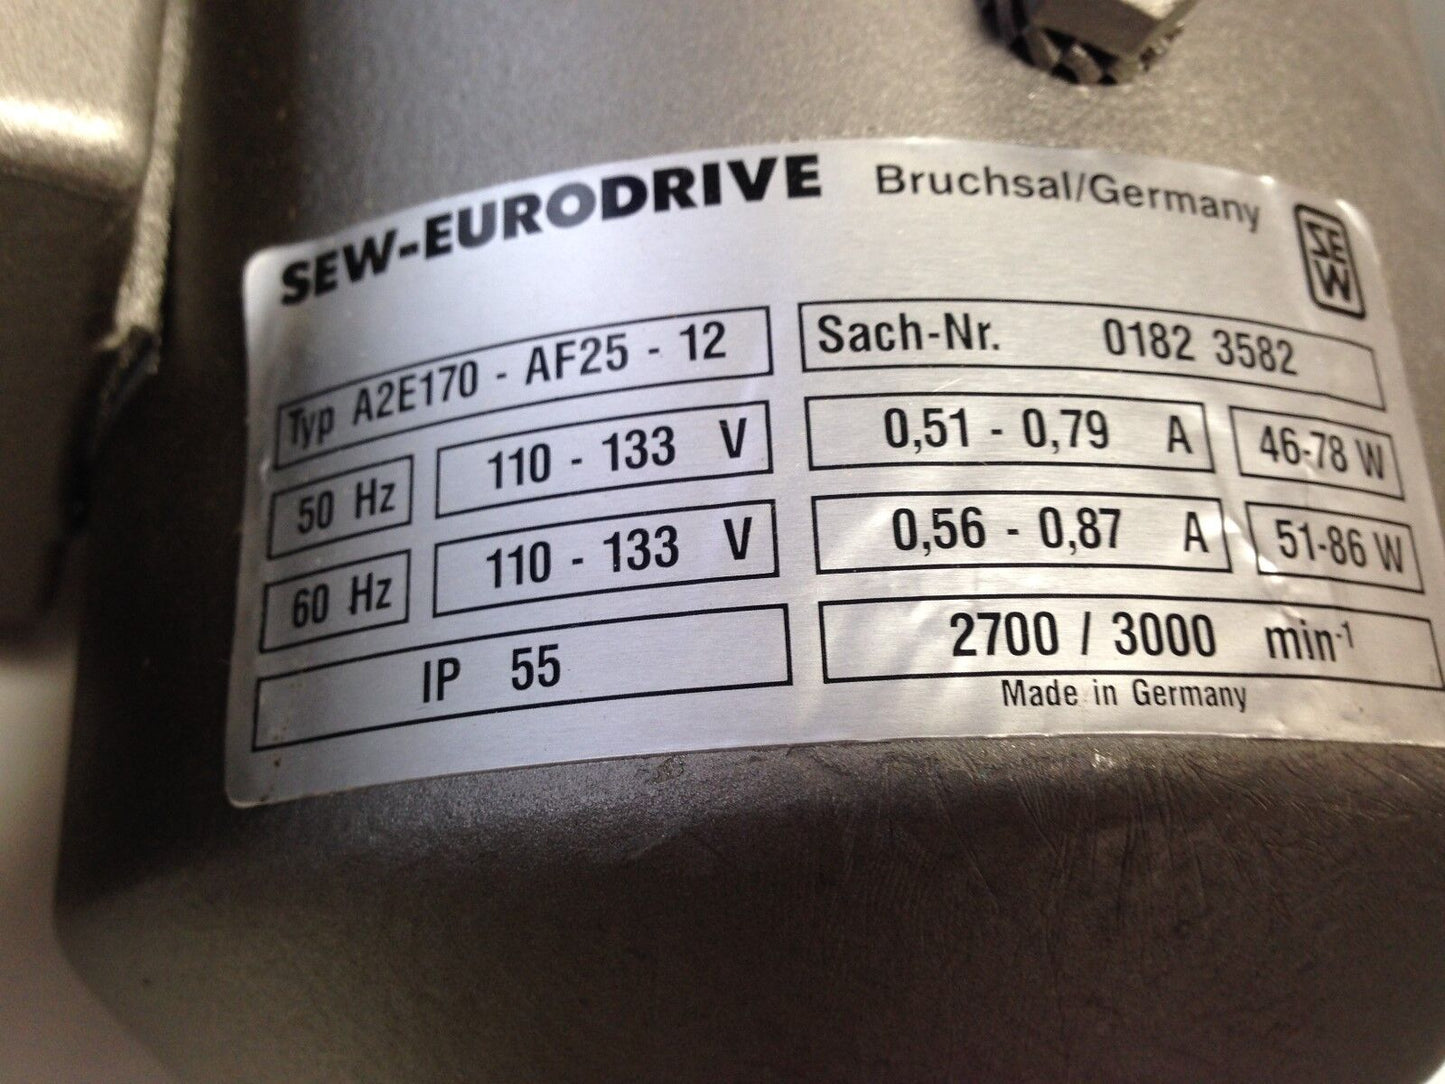 SEW-EURODRIVE Bruchsal/Germany SEW
Typ A2E170 - AF25 - 12 Sach-Nr. 0182 3582
50 Hz 110 - 133 V 0,51 - 0,79 A 46-78 W
60 Hz 110 - 133 V 0,56 - 0,87 A 51-86 W
IP 55 2700 / 3000 min-1
Made in Germany